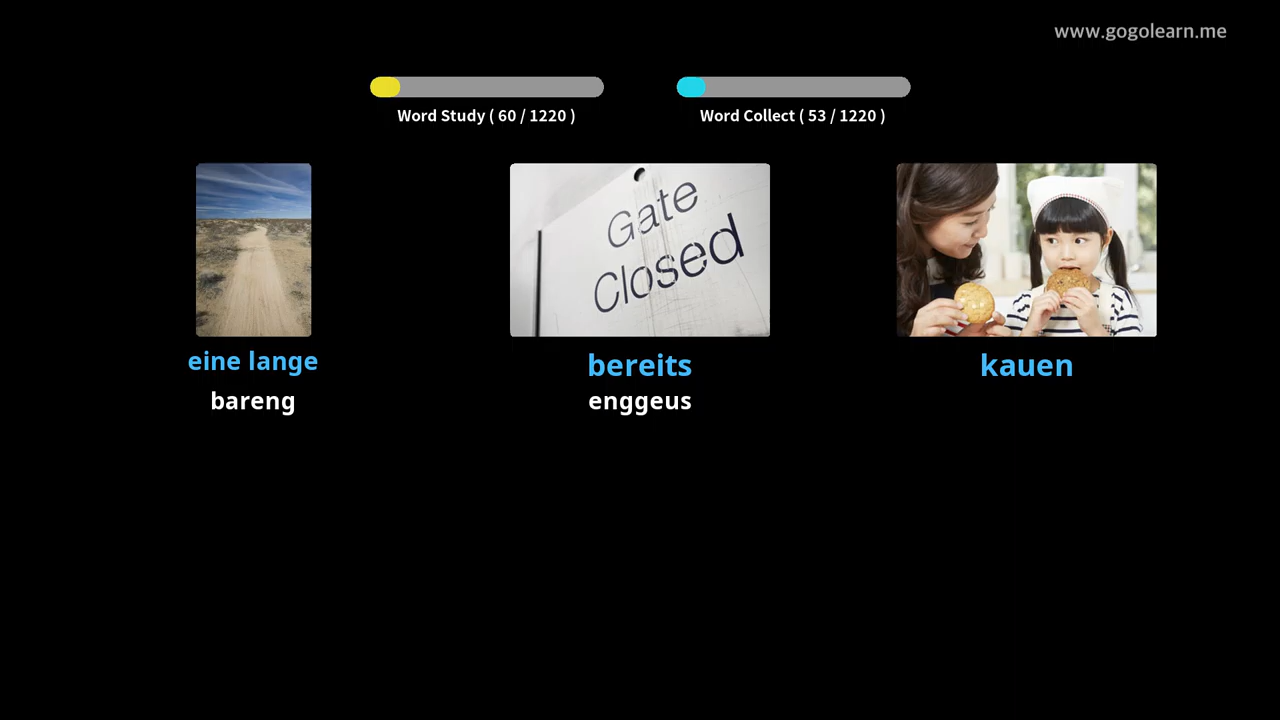 www.gogolearn.me
Word Study ( 60 / 1220 )
Word Collect ( 53 / 1220 )
Gate
Closed
eine lange
bereits
kauen
bareng
enggeus